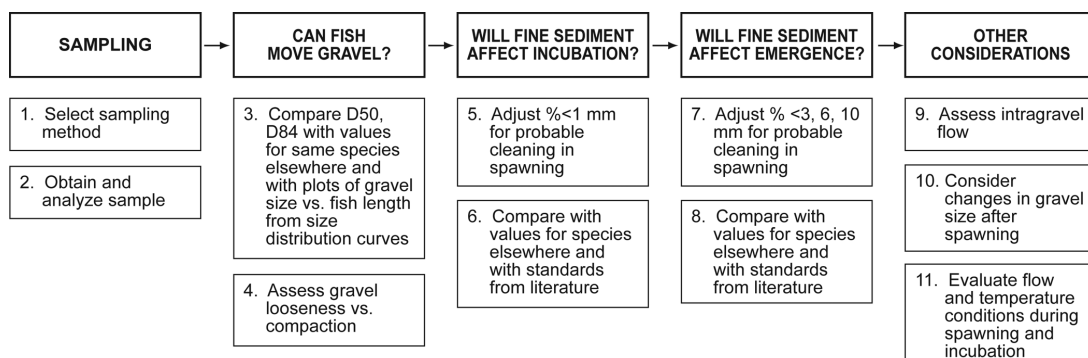 SAMPLING
CAN FISH
MOVE GRAVEL?
WILL FINE SEDIMENT
AFFECT INCUBATION?
WILL FINE SEDIMENT
AFFECT EMERGENCE?
OTHER
CONSIDERATIONS
1. Select sampling
method
2. Obtain and
analyze sample
3. Compare D50,
D84 with values
for same species
elsewhere and
with plots of gravel
size vs. fish length
from size
distribution curves
4. Assess gravel
looseness vs.
compaction
5. Adjust %<1 mm
for probable
cleaning in
spawning
6. Compare with
values for species
elsewhere and
with standards
from literature
7. Adjust % <3, 6, 10
mm for probable
cleaning in
spawning
8. Compare with
values for species
elsewhere and
with standards
from literature
9. Assess intragravel
flow
10. Consider
changes in gravel
size after
spawning
11. Evaluate flow
and temperature
conditions during
spawning and
incubation